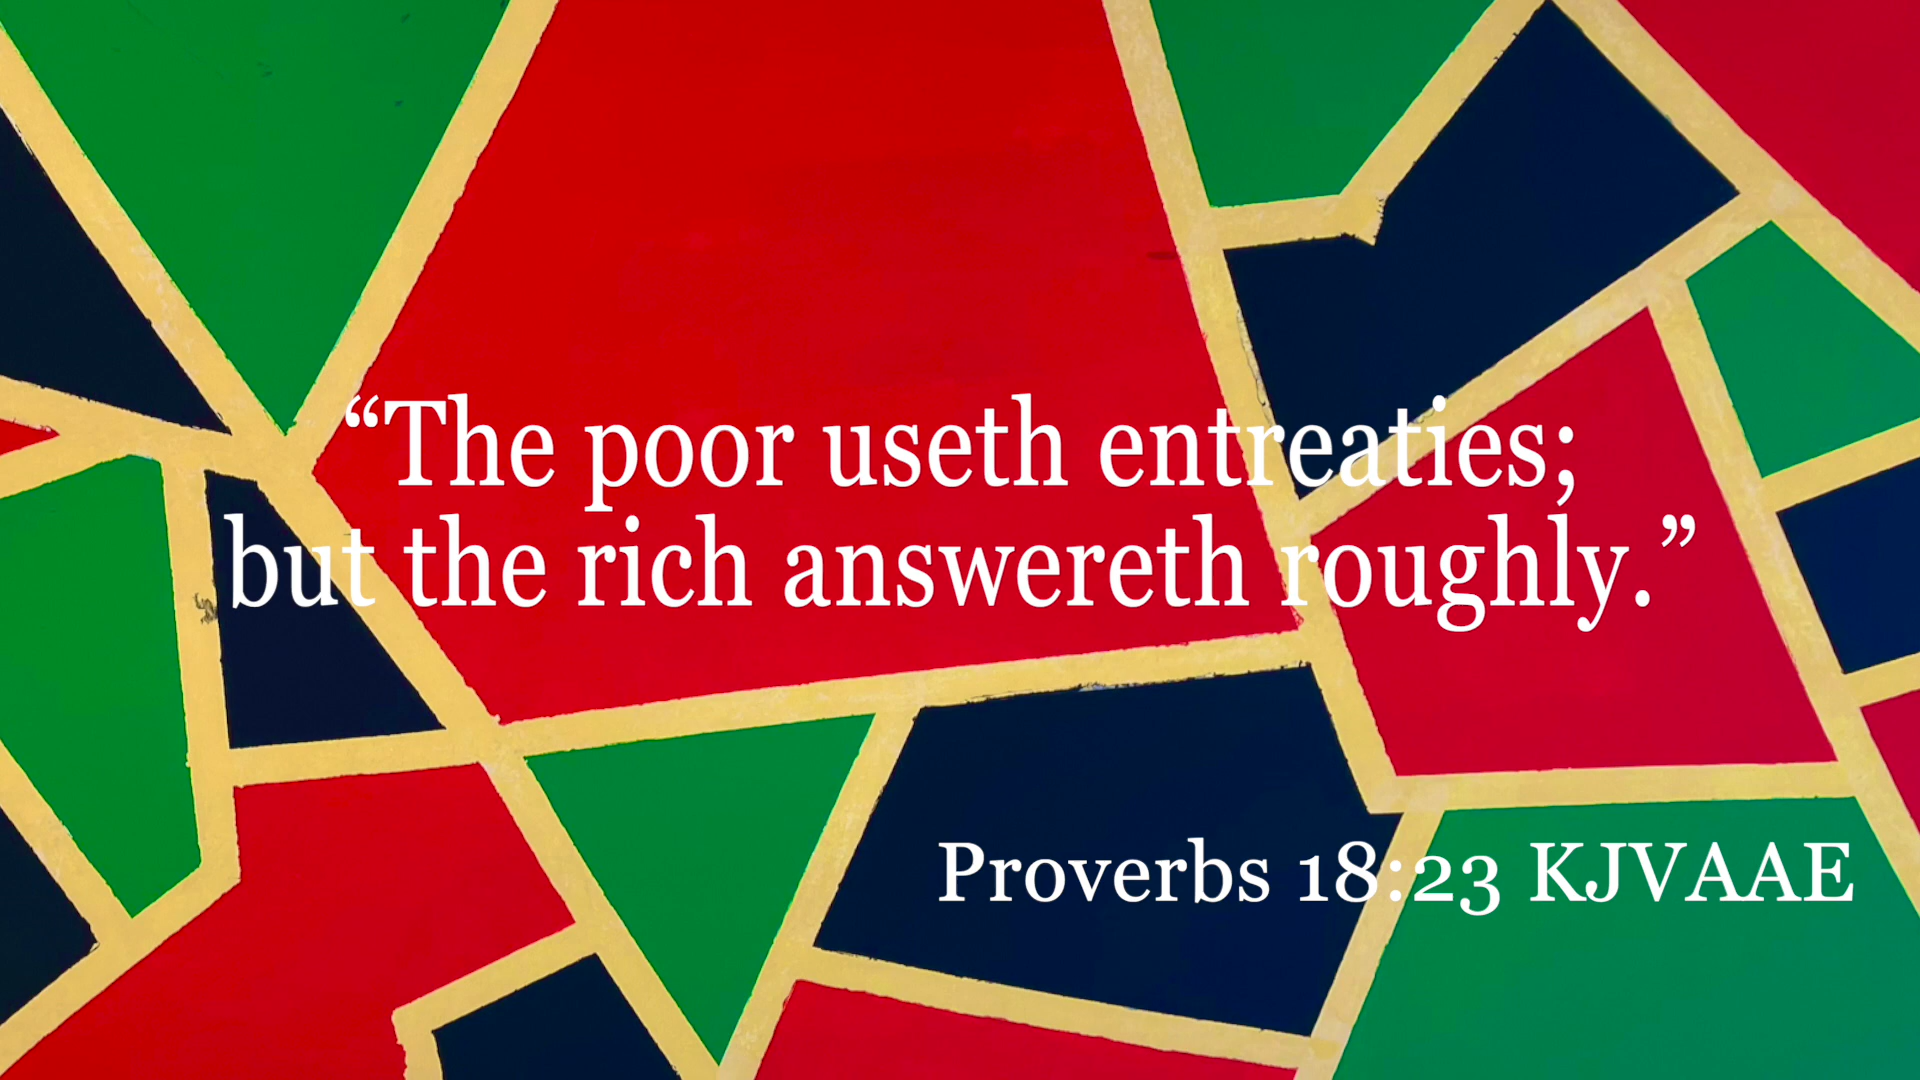 “The poor useth entreaties;
but the rich answereth roughly.”
Proverbs 18:23 KJVAAE